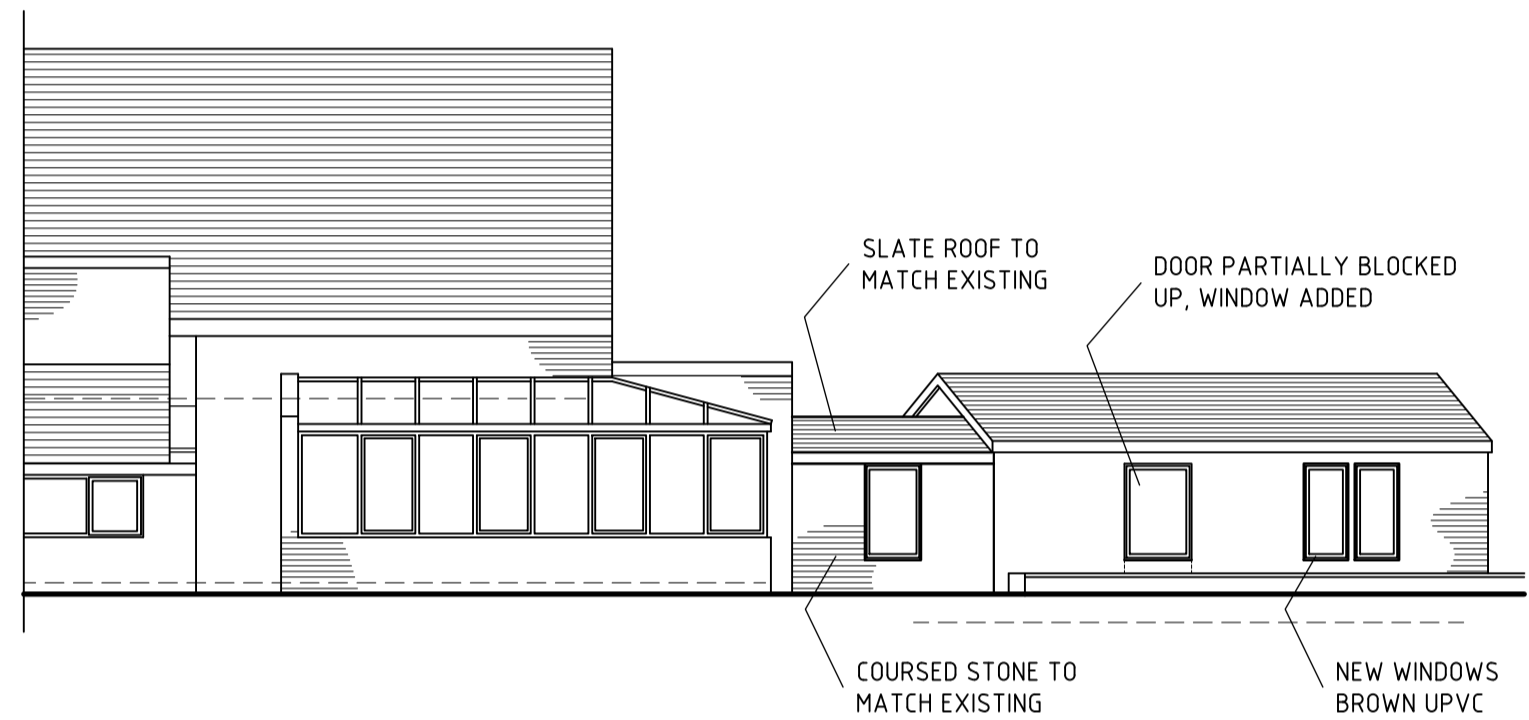 SLATE ROOF TO
MATCH EXISTING
DOOR PARTIALLY BLOCKED
UP, WINDOW ADDED
COURSED STONE TO
MATCH EXISTING
NEW WINDOWS
BROWN UPVC